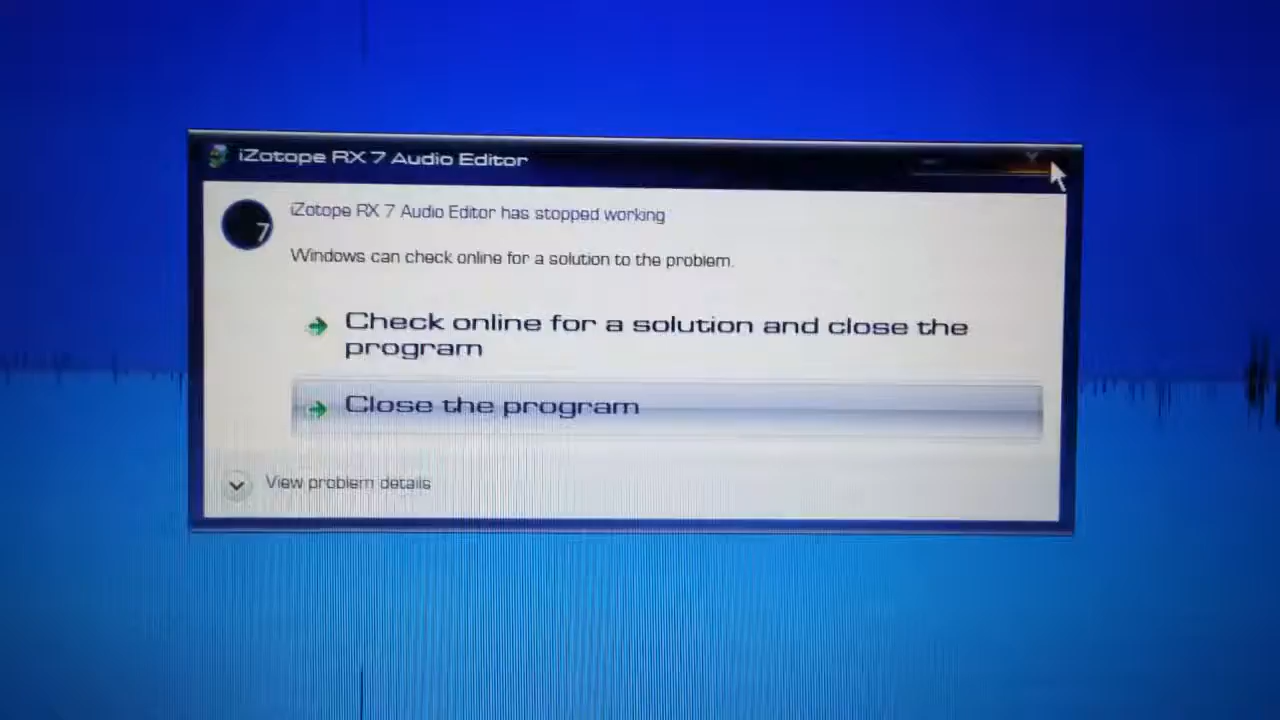 iZotope RX 7 Audio Editor
7
iZotope RX 7 Audio Editor has stopped working
Windows can check online for a solution to the problem.
Check online for a solution and close the
program
Close the program
View problem details